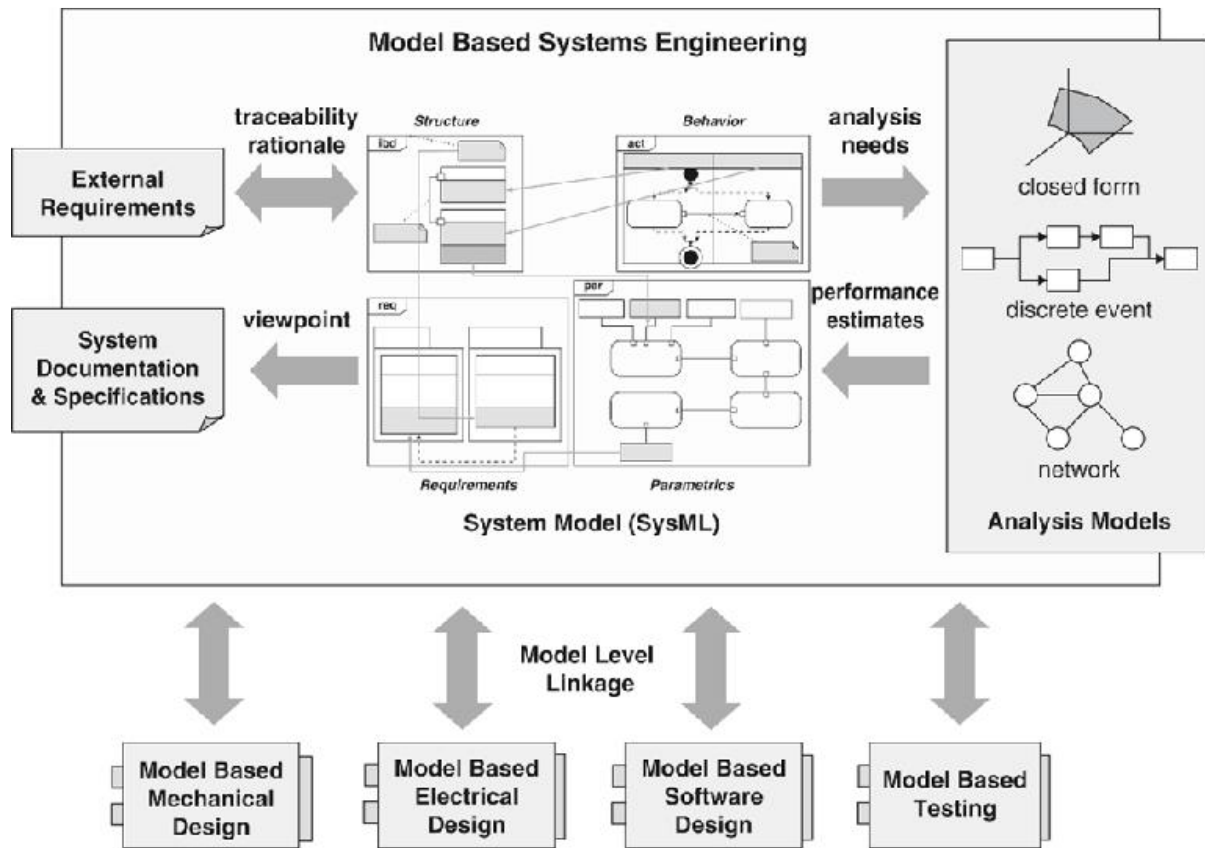 Model Based Systems Engineering
traceability
rationale
Structure
Behavior
analysis
needs
ibd
act
External
Requirements
closed form
discrete event
req
par
viewpoint
performance
estimates
System
Documentation
& Specifications
network
Requirements
Parametrics
System Model (SysML)
Analysis Models
Model Level
Linkage
Model Based
Mechanical
Design
Model Based
Electrical
Design
Model Based
Software
Design
Model Based
Testing